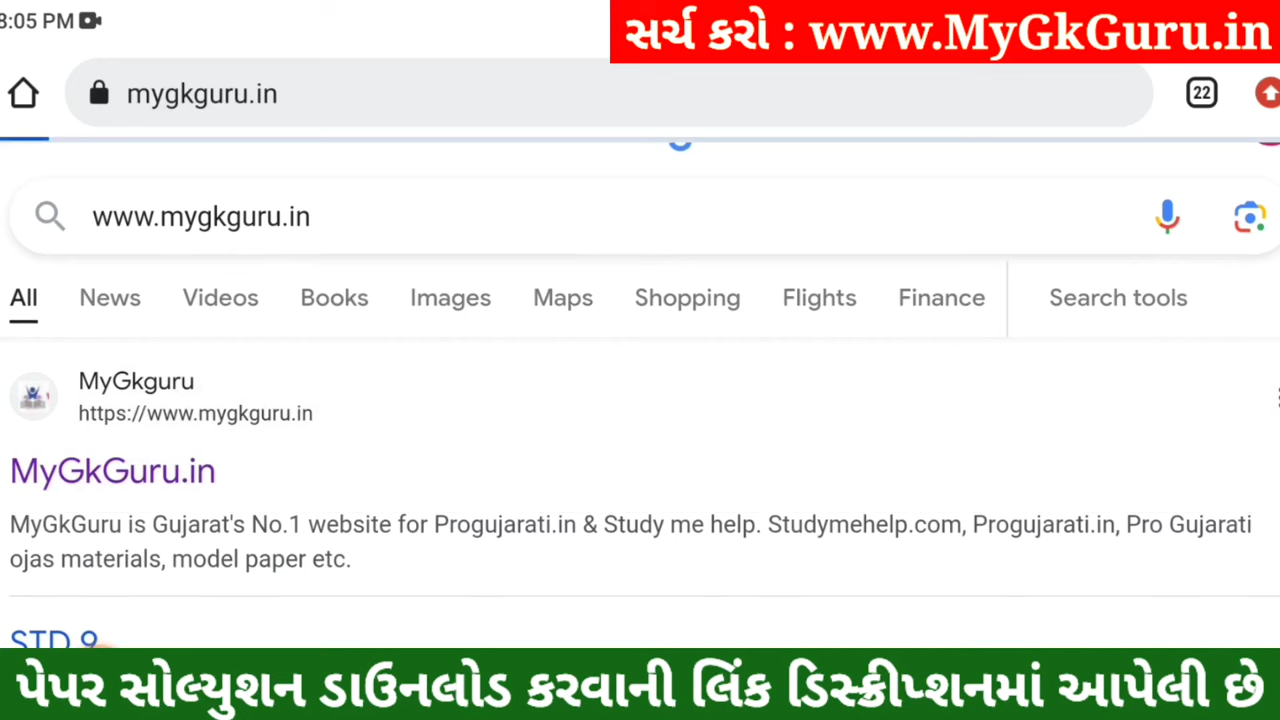 8:05 PM
સર્ચ કરો : www.MyGkGuru.in
mygkguru.in
22
www.mygkguru.in
All News Videos Books Images Maps Shopping Flights Finance Search tools
MyGkguru
https://www.mygkguru.in
MyGkGuru.in
MyGkGuru is Gujarat's No.1 website for Progujarati.in & Study me help. Studymehelp.com, Progujarati.in, Pro Gujarati
ojas materials, model paper etc.
STD 9
પેપર સોલ્યુશન ડાઉનલોડ કરવાની લિંક ડિસ્ક્રીપ્શનમાં આપેલી છે